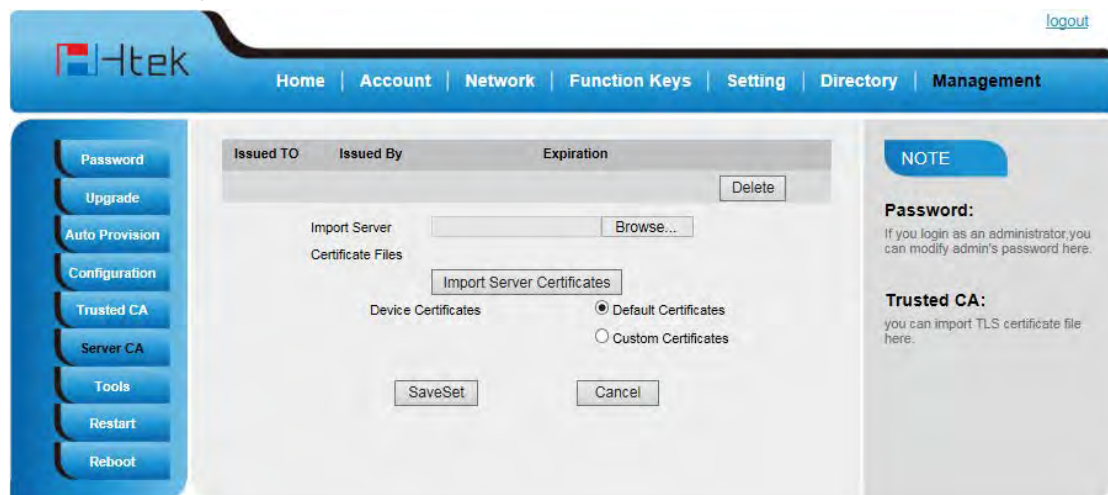 logout
Htek
Home | Account | Network | Function Keys | Setting | Directory | Management
Password
Upgrade
Auto Provision
Configuration
Trusted CA
Server CA
Tools
Restart
Reboot
Issued TO Issued By Expiration
Delete
Import Server Browse...
Certificate Files
Import Server Certificates
Device Certificates Default Certificates
Custom Certificates
SaveSet Cancel
NOTE
Password:
If you login as an administrator,you
can modify admin's password here.
Trusted CA:
you can import TLS certificate file
here.